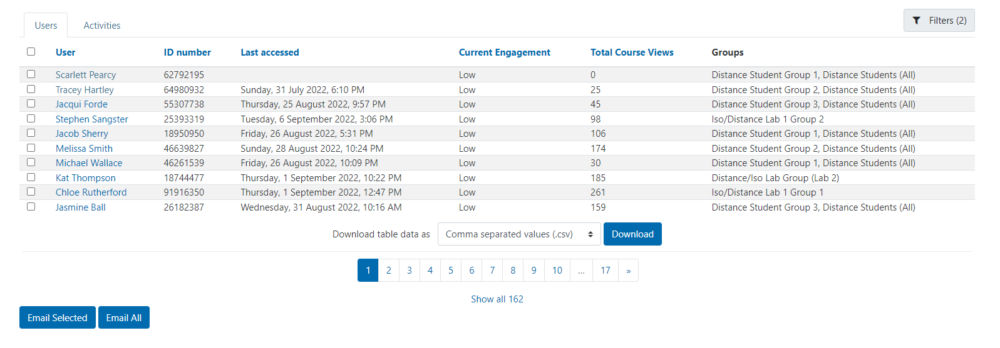 Users Activities Filters (2)
User ID number Last accessed Current Engagement Total Course Views Groups
Scarlett Pearcy 62792195 Low 0 Distance Student Group 1, Distance Students (All)
Tracey Hartley 64980932 Sunday, 31 July 2022, 6:10 PM Low 25 Distance Student Group 2, Distance Students (All)
Jacqui Forde 55307738 Thursday, 25 August 2022, 9:57 PM Low 45 Distance Student Group 3, Distance Students (All)
Stephen Sangster 25393319 Tuesday, 6 September 2022, 3:06 PM Low 98 Iso/Distance Lab 1 Group 2
Jacob Sherry 18950950 Friday, 26 August 2022, 5:31 PM Low 106 Distance Student Group 1, Distance Students (All)
Melissa Smith 46639827 Sunday, 28 August 2022, 10:24 PM Low 174 Distance Student Group 2, Distance Students (All)
Michael Wallace 46261539 Friday, 26 August 2022, 10:09 PM Low 30 Distance Student Group 1, Distance Students (All)
Kat Thompson 18744477 Thursday, 1 September 2022, 10:22 PM Low 185 Distance/Iso Lab Group (Lab 2)
Chloe Rutherford 91916350 Thursday, 1 September 2022, 12:47 PM Low 261 Iso/Distance Lab 1 Group 1
Jasmine Ball 26182387 Wednesday, 31 August 2022, 10:16 AM Low 159 Distance Student Group 3, Distance Students (All)
Download table data as Comma separated values (.csv) Download
1 2 3 4 5 6 7 8 9 10 ... 17 »
Show all 162
Email Selected Email All